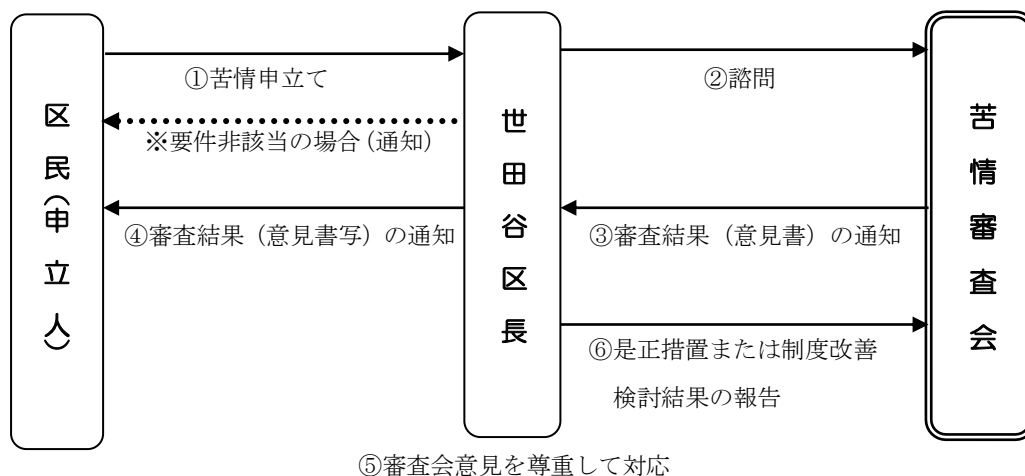 区民（申立人）
①苦情申立て
※要件非該当の場合（通知）
④審査結果（意見書写）の通知
世田谷区長
②諮問
③審査結果（意見書）の通知
⑥是正措置または制度改善
検討結果の報告
苦情審査会
⑤審査会意見を尊重して対応